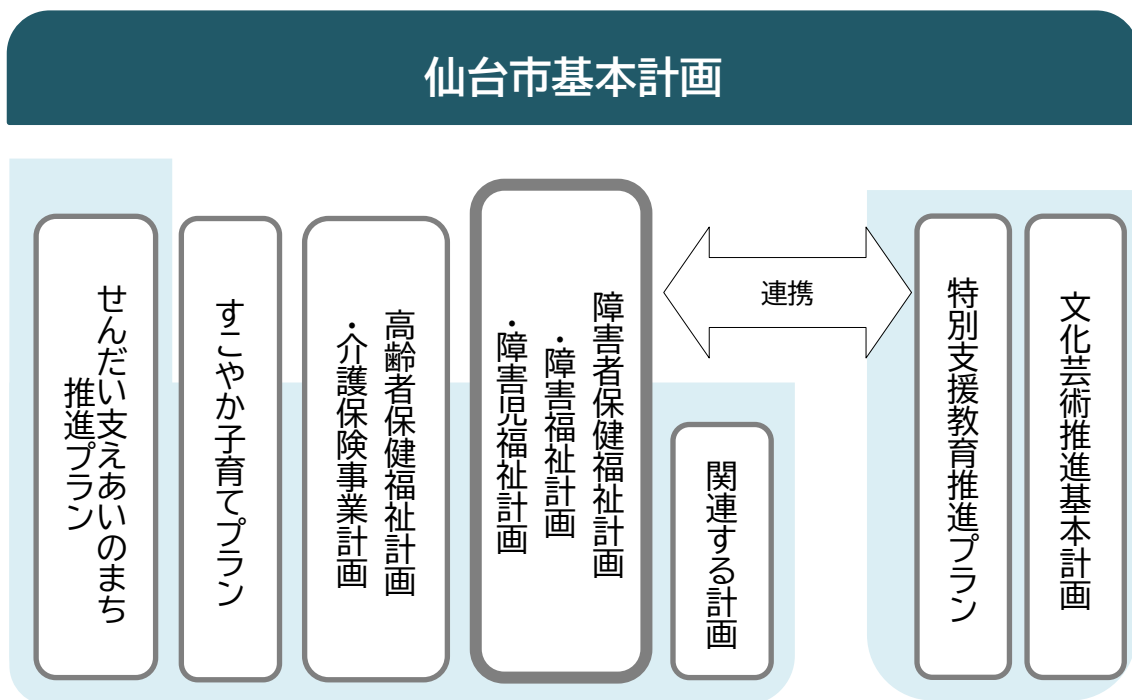 仙台市基本計画
せんだい支えあいのまち
推進プラン
すこやか子育てプラン
高齢者保健福祉計画
・介護保険事業計画
障害者保健福祉計画
・障害福祉計画
・障害児福祉計画
関連する計画
連携
特別支援教育推進プラン
文化芸術推進基本計画